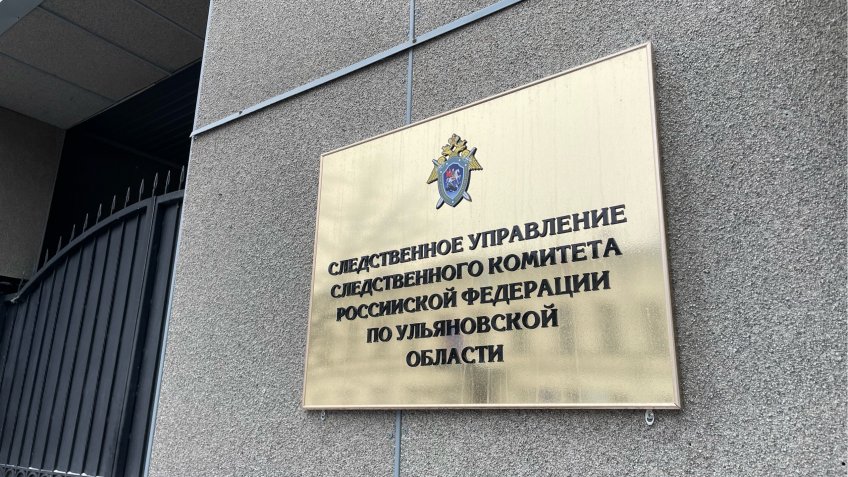 СЛЕДСТВЕННОЕ УПРАВЛЕНИЕ
СЛЕДСТВЕННОГО КОМИТЕТА
РОССИЙСКОЙ ФЕДЕРАЦИИ
ПО УЛЬЯНОВСКОЙ
ОБЛАСТИ